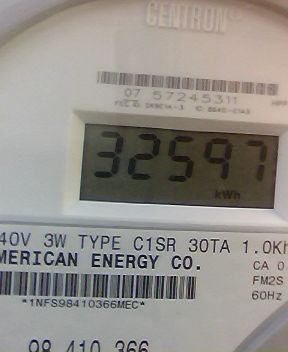 CENTRON®
07 57245311
32597
kWh
40V 3W TYPE C1SR 30TA 1.0Kh
MERICAN ENERGY CO.
CA 0
FM2S
60Hz
*1NFS98410366MEC*
98 410 366